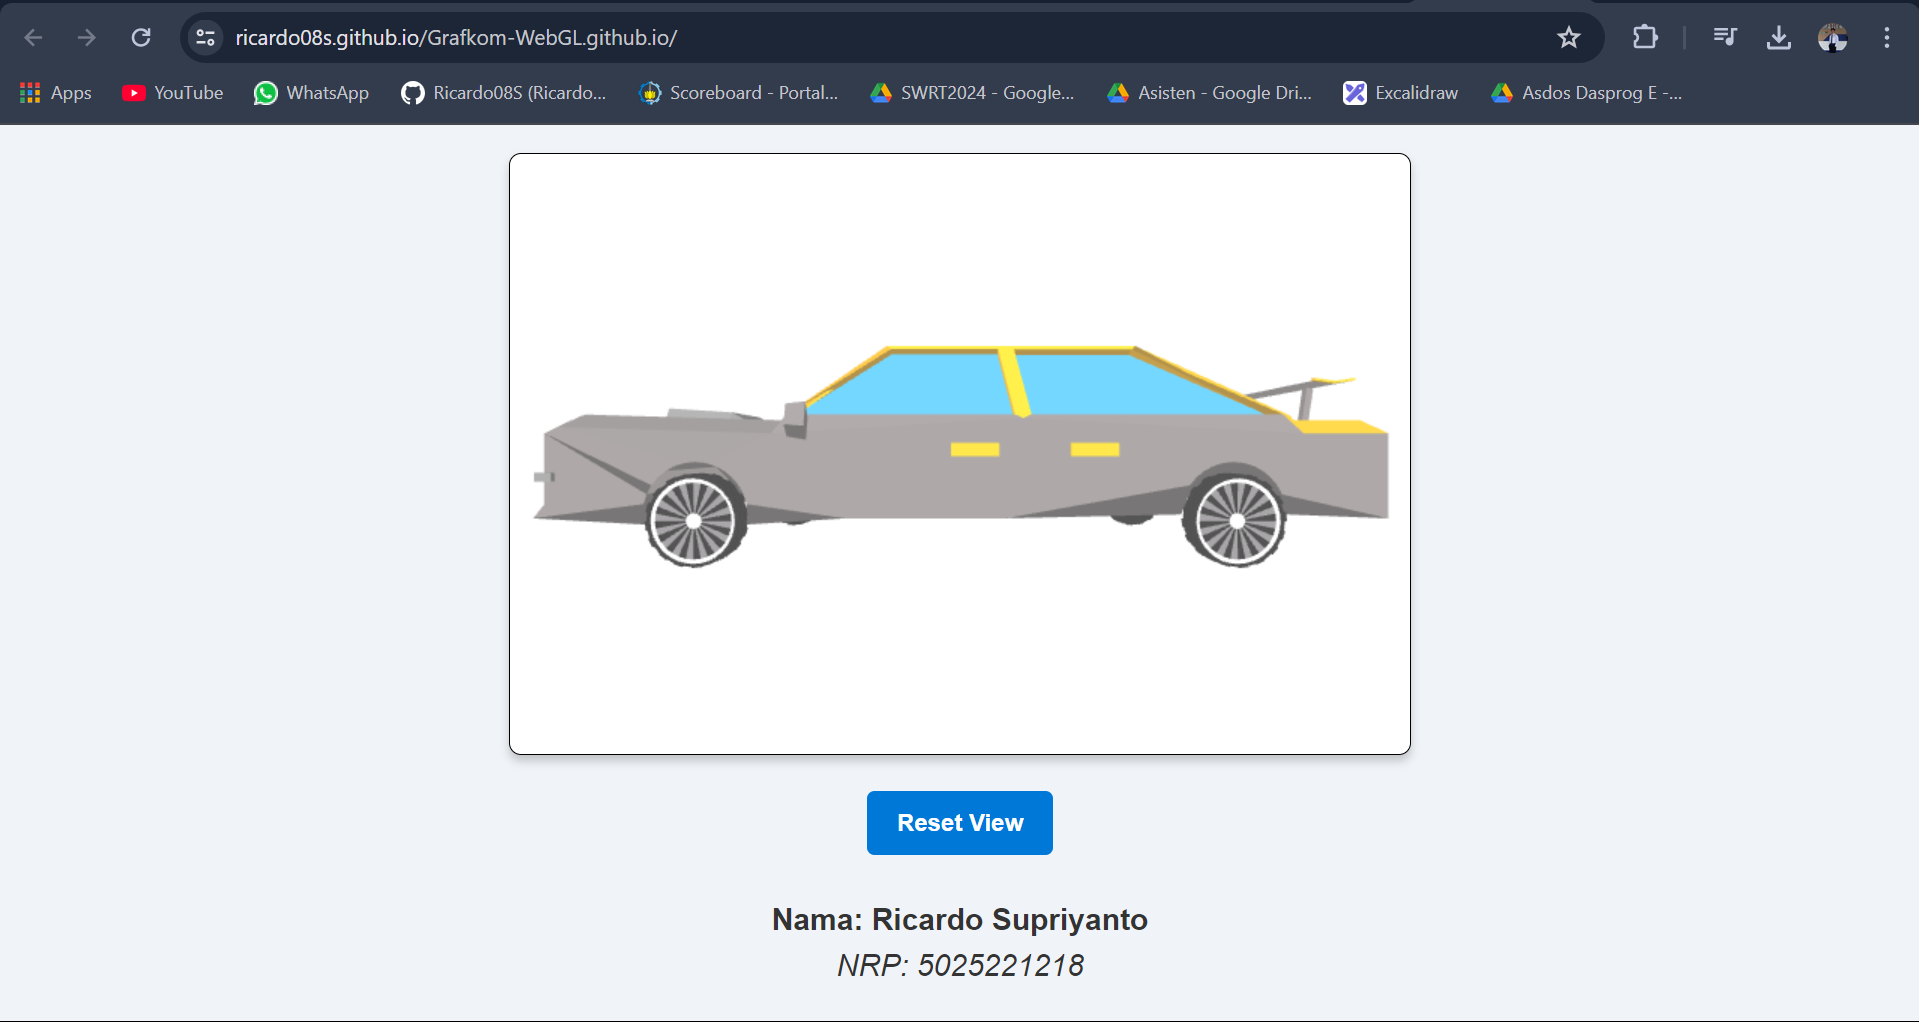 ricardo08s.github.io/Grafkom-WebGL.github.io/
Apps
YouTube
WhatsApp
Ricardo08S (Ricardo...
Scoreboard - Portal...
SWRT2024 - Google...
Asisten - Google Dri...
Excalidraw
Asdos Dasprog E -...
Reset View
Nama: Ricardo Supriyanto
NRP: 5025221218